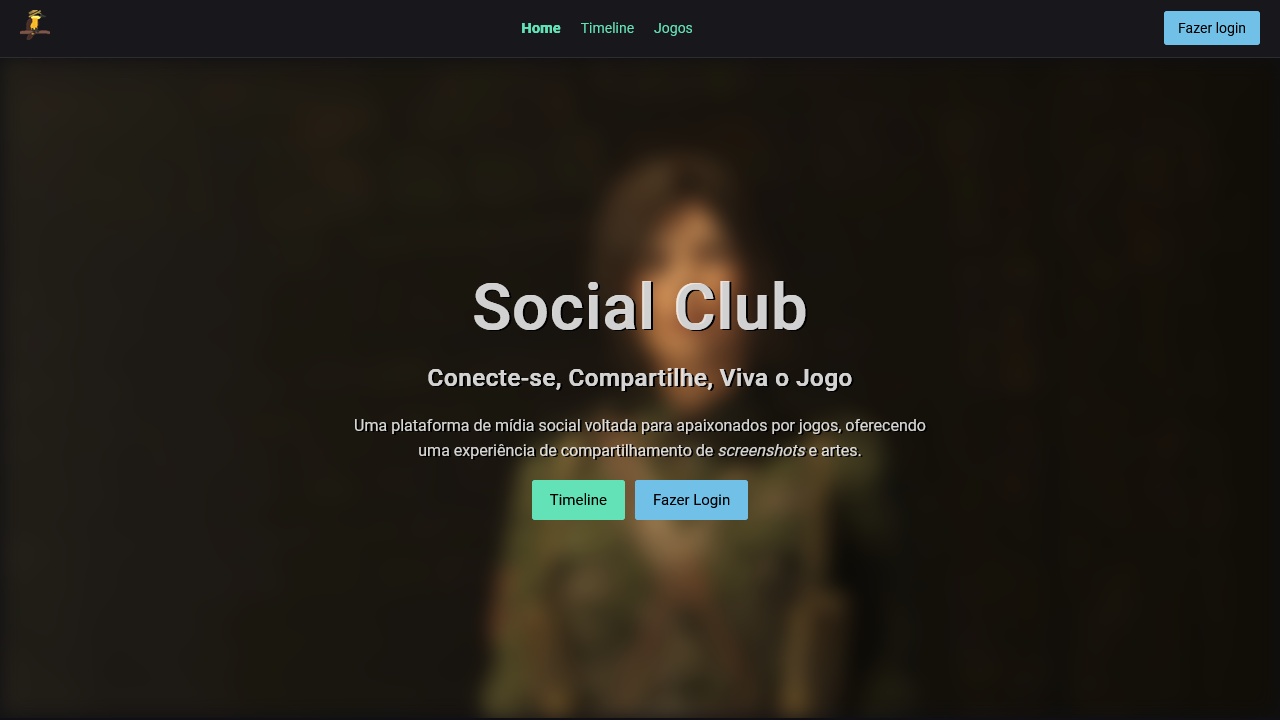 Home Timeline Jogos Fazer login
Social Club
Conecte-se, Compartilhe, Viva o Jogo
Uma plataforma de mídia social voltada para apaixonados por jogos, oferecendo
uma experiência de compartilhamento de screenshots e artes.
Timeline Fazer Login